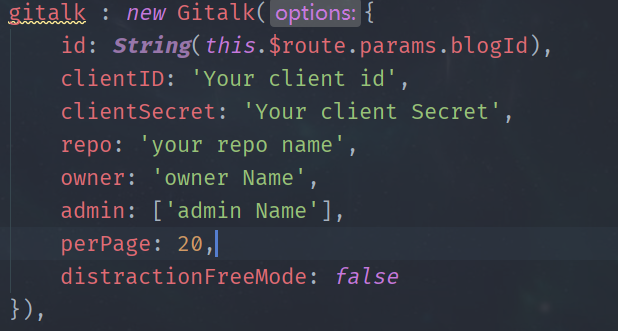 gitalk : new Gitalk( options: {
id: String(this.$route.params.blogId),
clientID: 'Your client id',
clientSecret: 'Your client Secret',
repo: 'your repo name',
owner: 'owner Name',
admin: ['admin Name'],
perPage: 20,
distractionFreeMode: false
}),